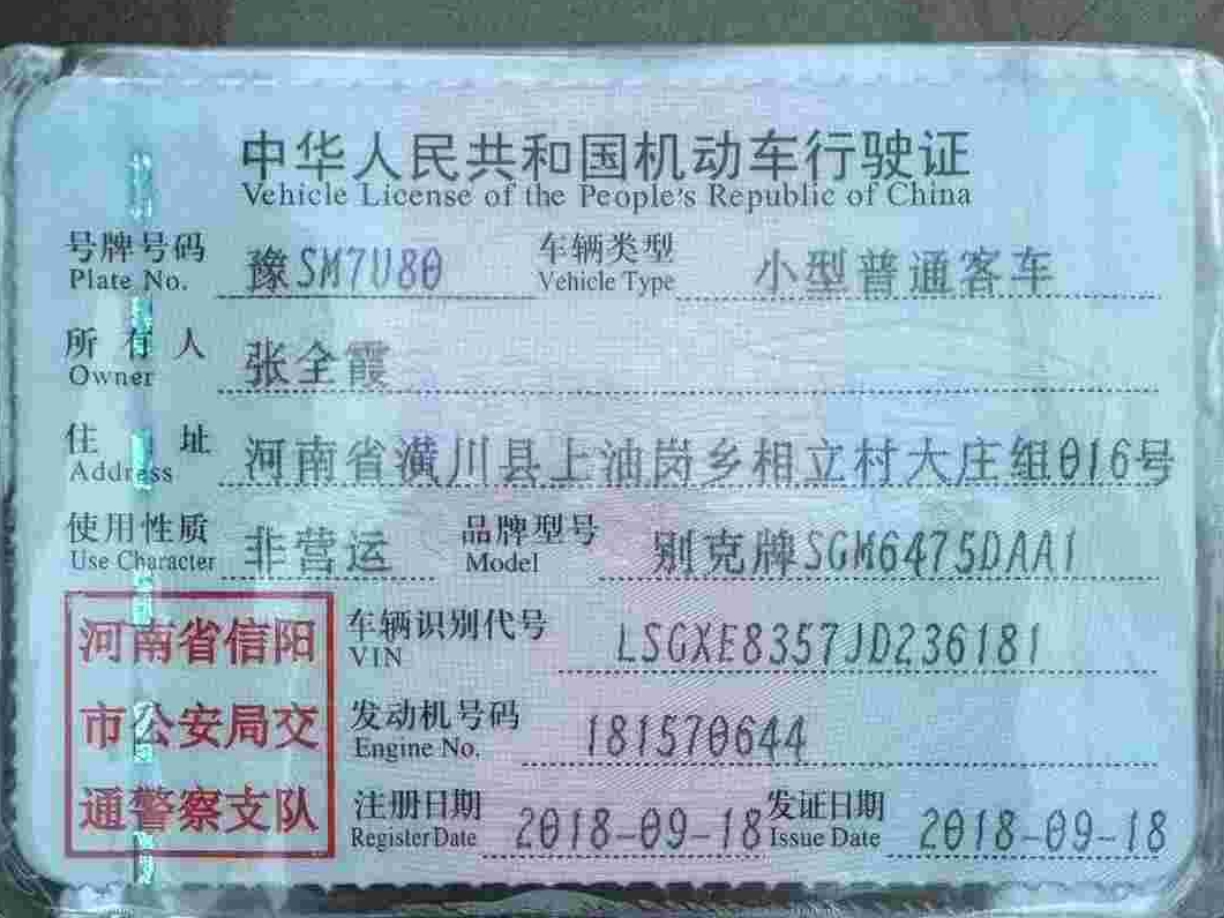 中华人民共和国机动车行驶证
Vehicle License of the People's Republic of China
号牌号码 豫SM7U80 车辆类型 小型普通客车
Plate No. Vehicle Type
所有人 张全霞
Owner
住址 河南省潢川县上油岗乡相立村大庄组016号
Address
使用性质 非营运 品牌型号 别克牌SGM6475DAA1
Use Character Model
车辆识别代号 LSGXE8357JD236181
VIN
发动机号码 181570644
Engine No.
注册日期 2018-09-18 发证日期 2018-09-18
Register Date Issue Date
河南省信阳
市公安局交
通警察支队